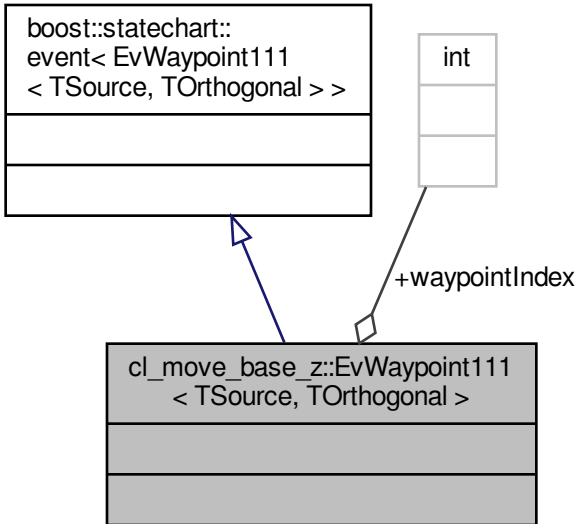 boost::statechart::
event< EvWaypoint111
< TSource, TOrthogonal > >
int
+waypointIndex
cl_move_base_z::EvWaypoint111
< TSource, TOrthogonal >